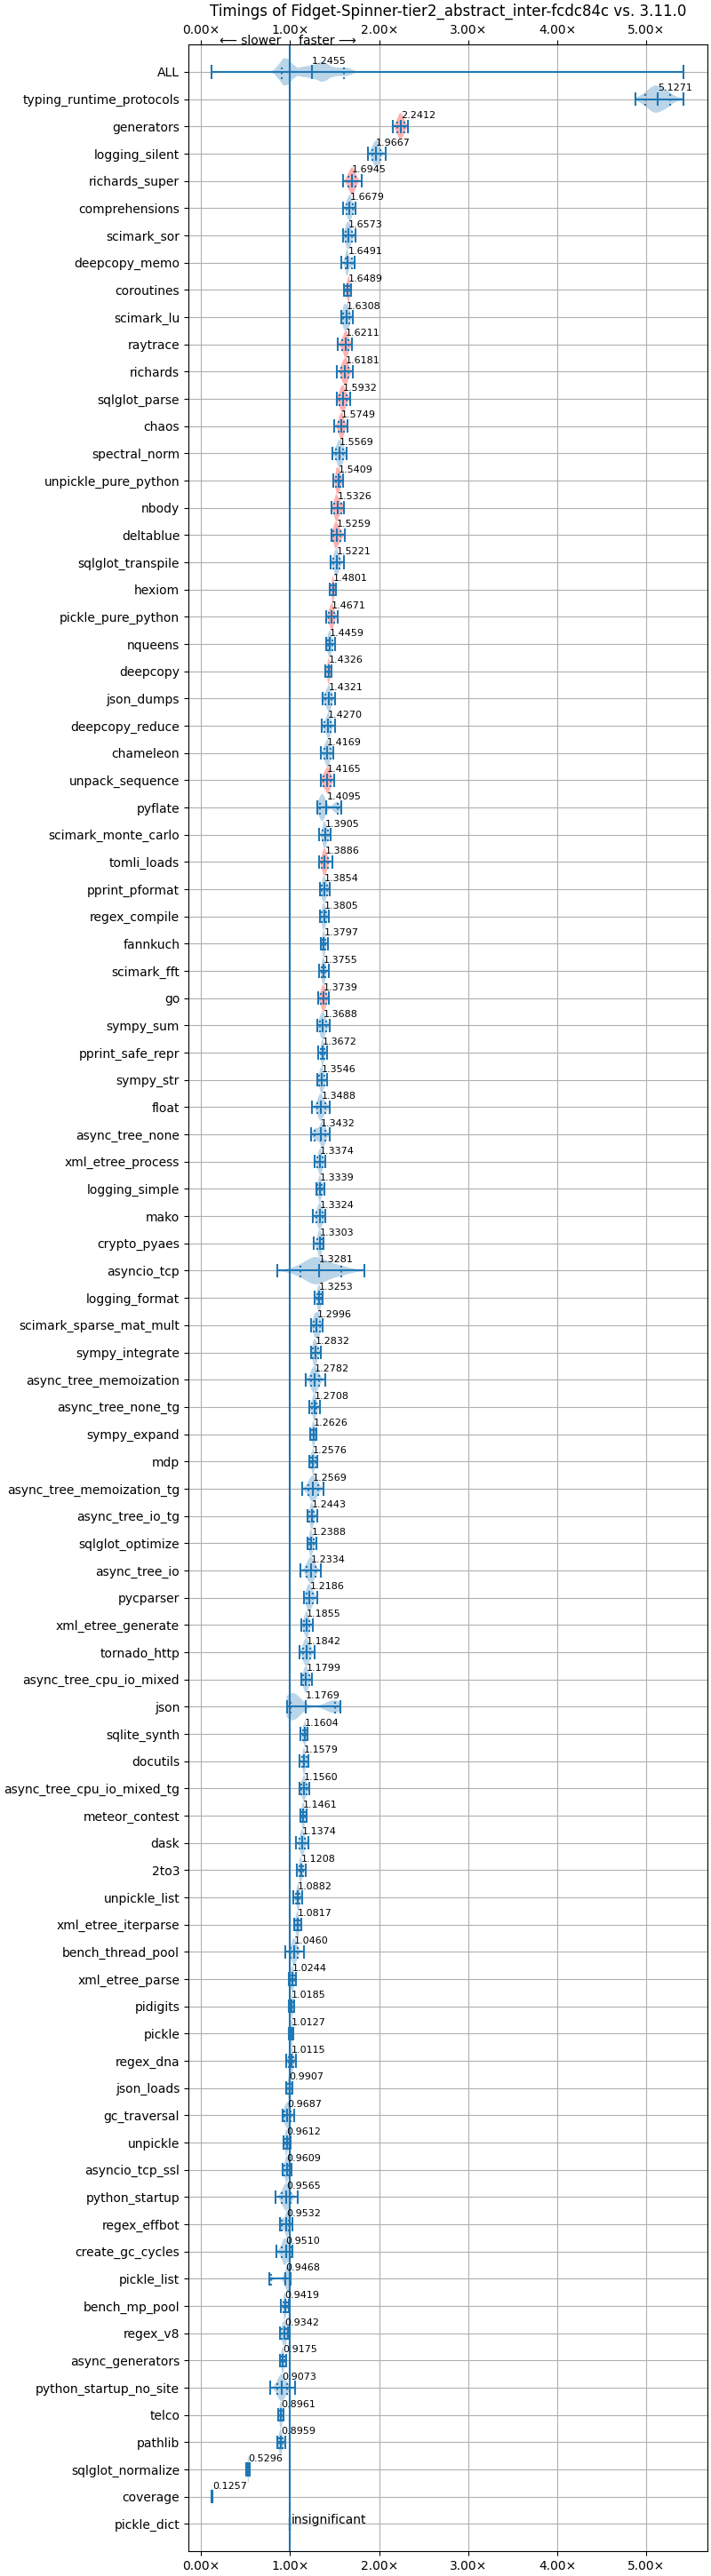 Timings of Fidget-Spinner-tier2_abstract_inter-fcdc84c vs. 3.11.0
0.00× 1.00× 2.00× 3.00× 4.00× 5.00×
⟵ slower faster ⟶
ALL 1.2455
typing_runtime_protocols 5.1271
generators 2.2412
logging_silent 1.9667
richards_super 1.6945
comprehensions 1.6679
scimark_sor 1.6573
deepcopy_memo 1.6491
coroutines 1.6489
scimark_lu 1.6308
raytrace 1.6211
richards 1.6181
sqlglot_parse 1.5932
chaos 1.5749
spectral_norm 1.5569
unpickle_pure_python 1.5409
nbody 1.5326
deltablue 1.5259
sqlglot_transpile 1.5221
hexiom 1.4801
pickle_pure_python 1.4671
nqueens 1.4459
deepcopy 1.4326
json_dumps 1.4321
deepcopy_reduce 1.4270
chameleon 1.4169
unpack_sequence 1.4165
pyflate 1.4095
scimark_monte_carlo 1.3905
tomli_loads 1.3886
pprint_pformat 1.3854
regex_compile 1.3805
fannkuch 1.3797
scimark_fft 1.3755
go 1.3739
sympy_sum 1.3688
pprint_safe_repr 1.3672
sympy_str 1.3546
float 1.3488
async_tree_none 1.3432
xml_etree_process 1.3374
logging_simple 1.3339
mako 1.3324
crypto_pyaes 1.3303
asyncio_tcp 1.3281
logging_format 1.3253
scimark_sparse_mat_mult 1.2996
sympy_integrate 1.2832
async_tree_memoization 1.2782
async_tree_none_tg 1.2708
sympy_expand 1.2626
mdp 1.2576
async_tree_memoization_tg 1.2569
async_tree_io_tg 1.2443
sqlglot_optimize 1.2388
async_tree_io 1.2334
pycparser 1.2186
xml_etree_generate 1.1855
tornado_http 1.1842
async_tree_cpu_io_mixed 1.1799
json 1.1769
sqlite_synth 1.1604
docutils 1.1579
async_tree_cpu_io_mixed_tg 1.1560
meteor_contest 1.1461
dask 1.1374
2to3 1.1208
unpickle_list 1.0882
xml_etree_iterparse 1.0817
bench_thread_pool 1.0460
xml_etree_parse 1.0244
pidigits 1.0185
pickle 1.0127
regex_dna 1.0115
json_loads 0.9907
gc_traversal 0.9687
unpickle 0.9612
asyncio_tcp_ssl 0.9609
python_startup 0.9565
regex_effbot 0.9532
create_gc_cycles 0.9510
pickle_list 0.9468
bench_mp_pool 0.9419
regex_v8 0.9342
async_generators 0.9175
python_startup_no_site 0.9073
telco 0.8961
pathlib 0.8959
sqlglot_normalize 0.5296
coverage 0.1257
pickle_dict insignificant
0.00× 1.00× 2.00× 3.00× 4.00× 5.00×